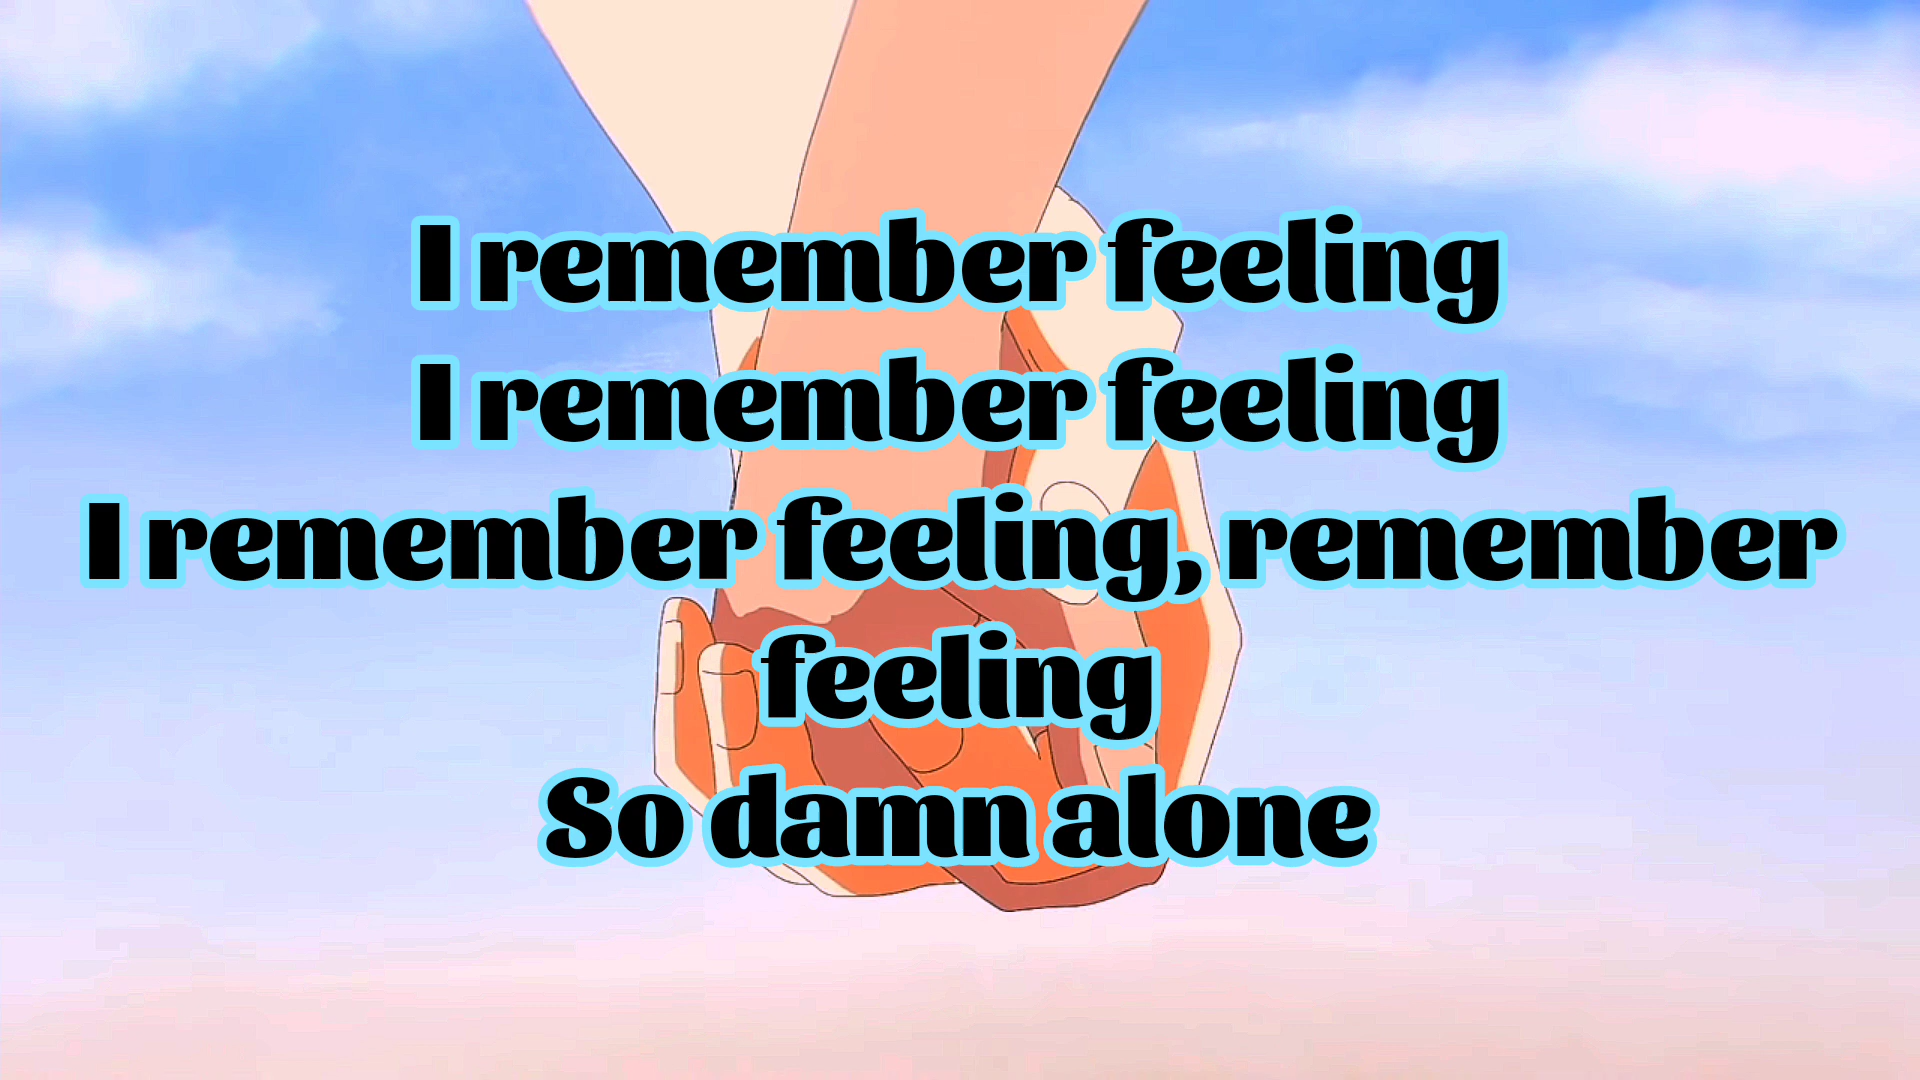 I remember feeling
I remember feeling
I remember feeling, remember
feeling
So damn alone